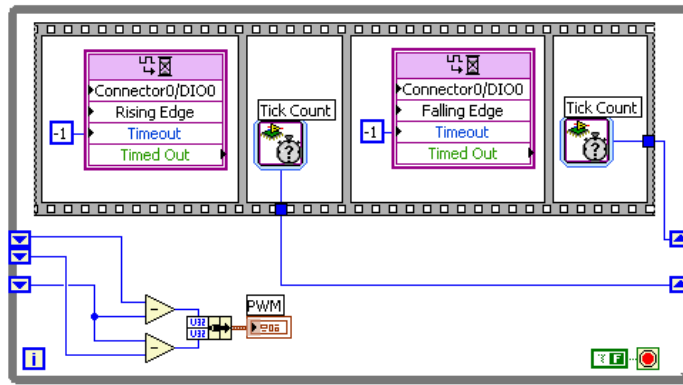 Connector0/DIO0
Rising Edge
-1
Timeout
Timed Out
Tick Count
?
Connector0/DIO0
Falling Edge
-1
Timeout
Timed Out
Tick Count
?
PWM
U32
U32
i
? F